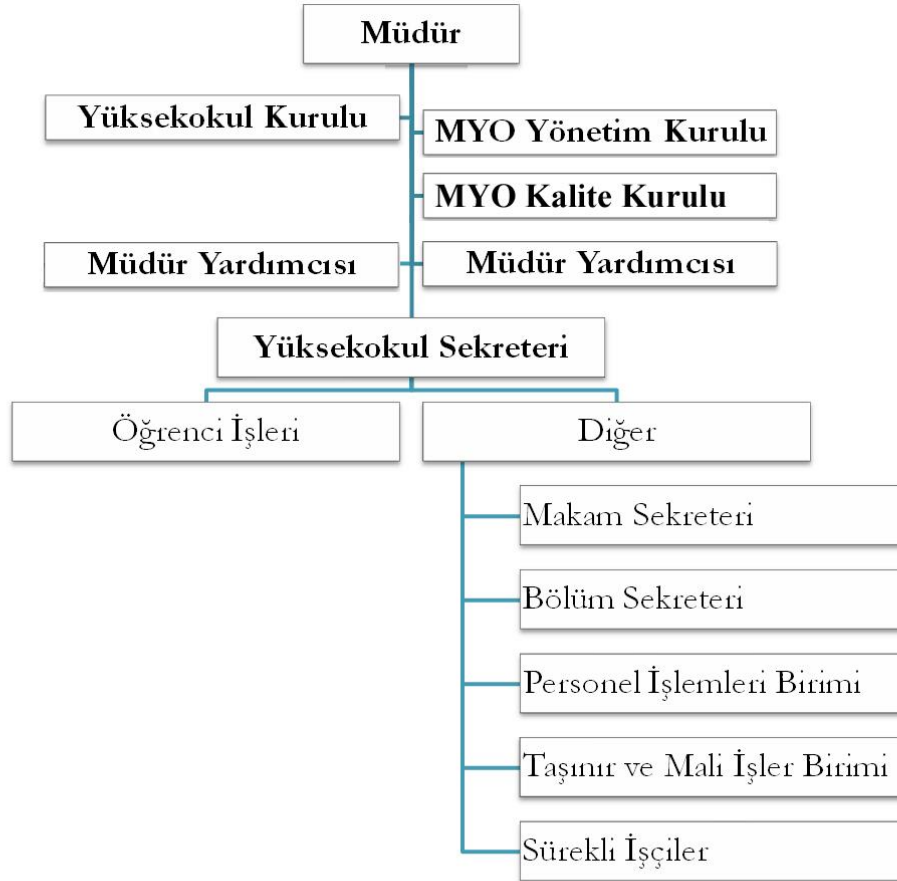 Müdür
Yüksekokul Kurulu
MYO Yönetim Kurulu
MYO Kalite Kurulu
Müdür Yardımcısı
Müdür Yardımcısı
Yüksekokul Sekreteri
Öğrenci İşleri
Diğer
Makam Sekreteri
Bölüm Sekreteri
Personel İşlemleri Birimi
Taşınır ve Mali İşler Birimi
Sürekli İşçiler